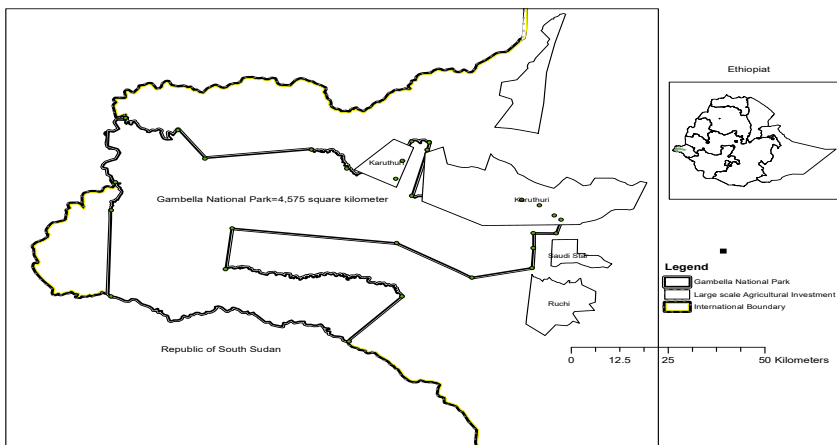 Ethiopiat
Karuthuri
Gambella National Park=4,575 square kilometer
Karuthuri
Saudi Star
Ruchi
Republic of South Sudan
Legend
Gambella National Park
Large scale Agricultural Investment
International Boundary
0 12.5 25 50 Kilometers